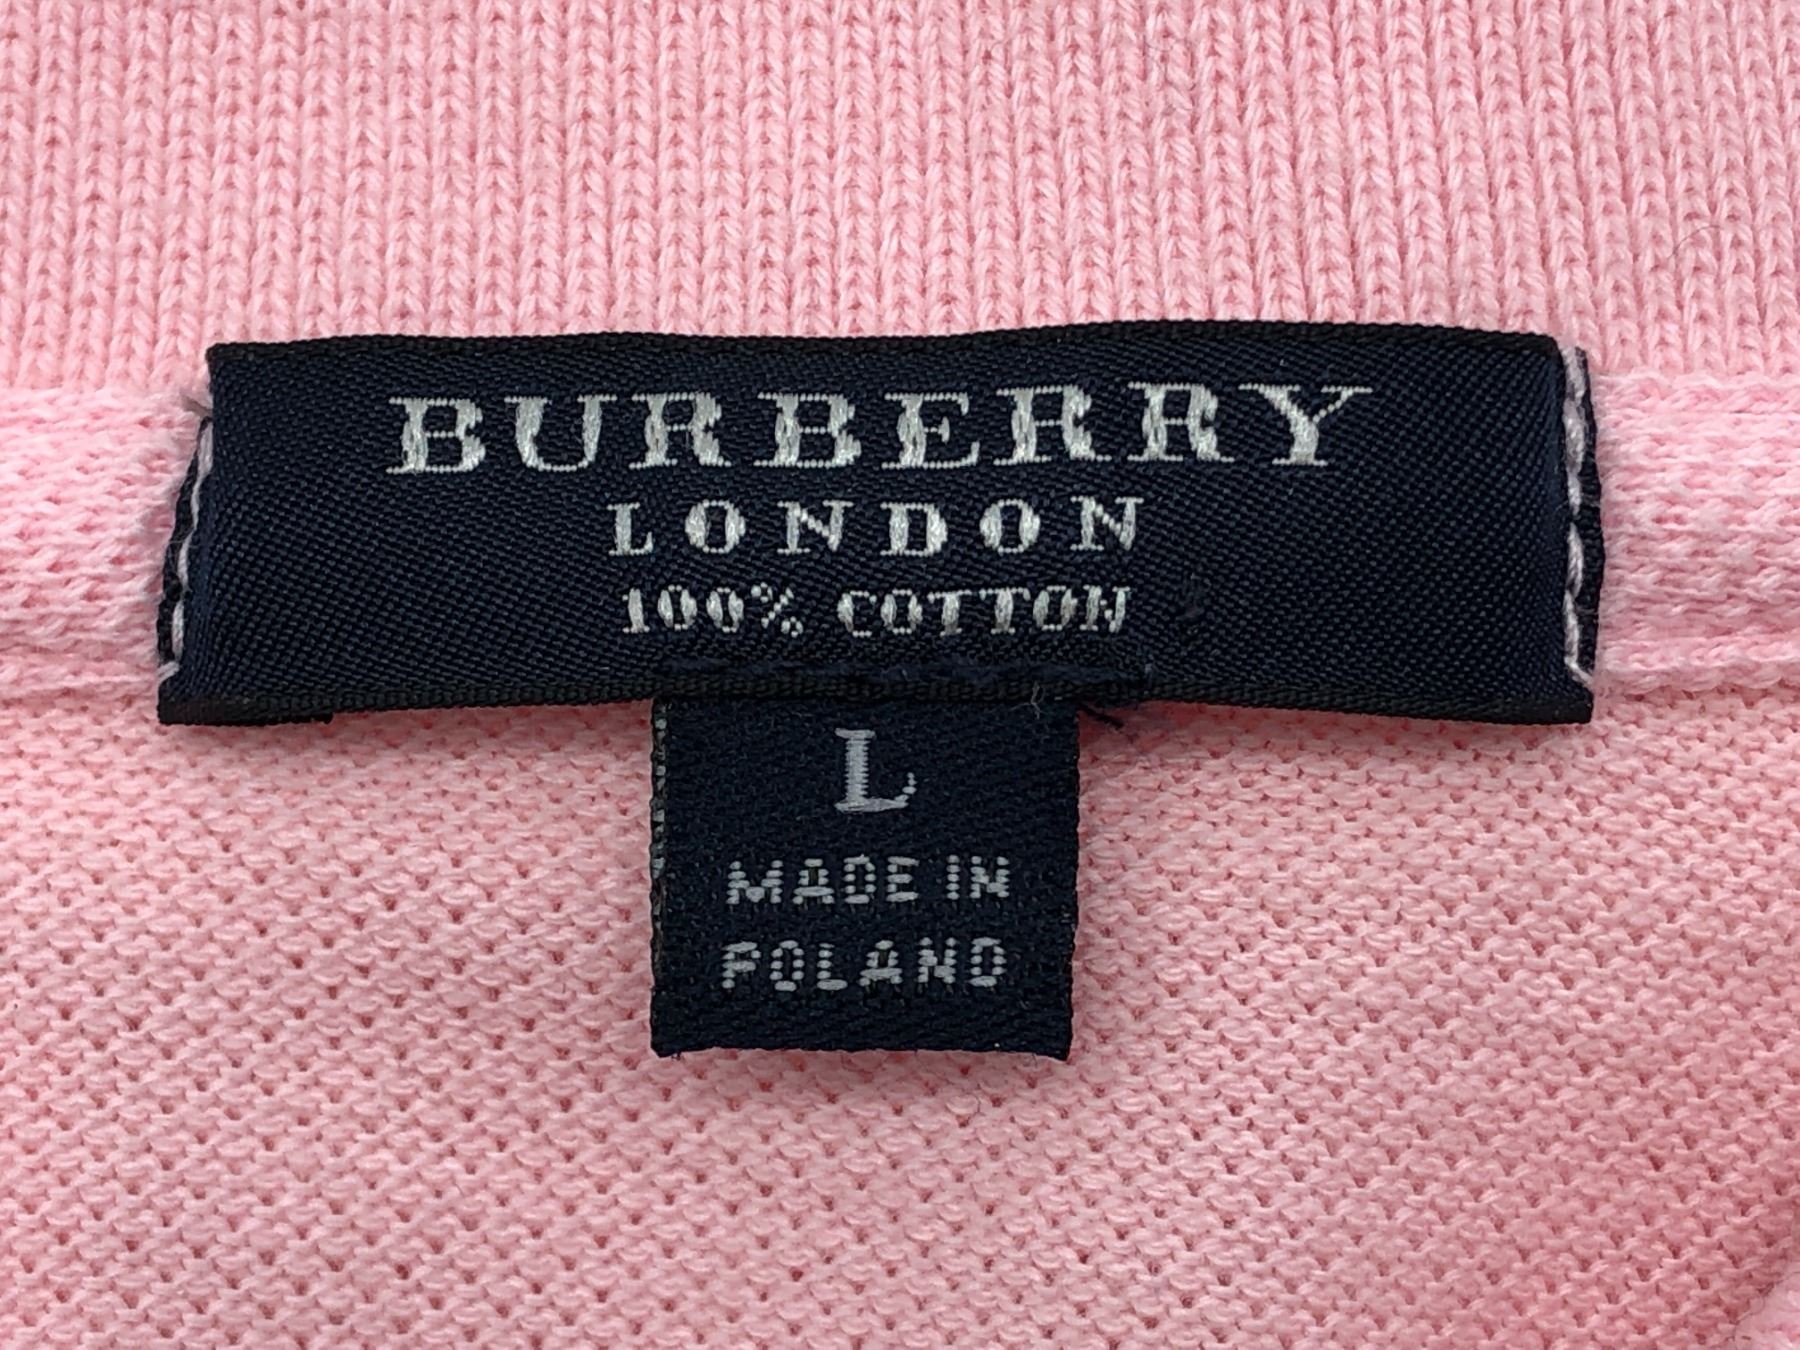 BURBERRY
LONDON
100% COTTON
L
MADE IN
POLAND